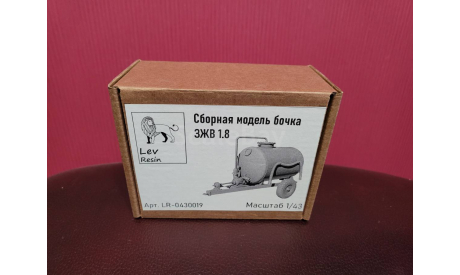 Сборная модель бочка
ЗЖВ 1.8
Lev
Resin
Арт. LR-0430019
Масштаб 1/43